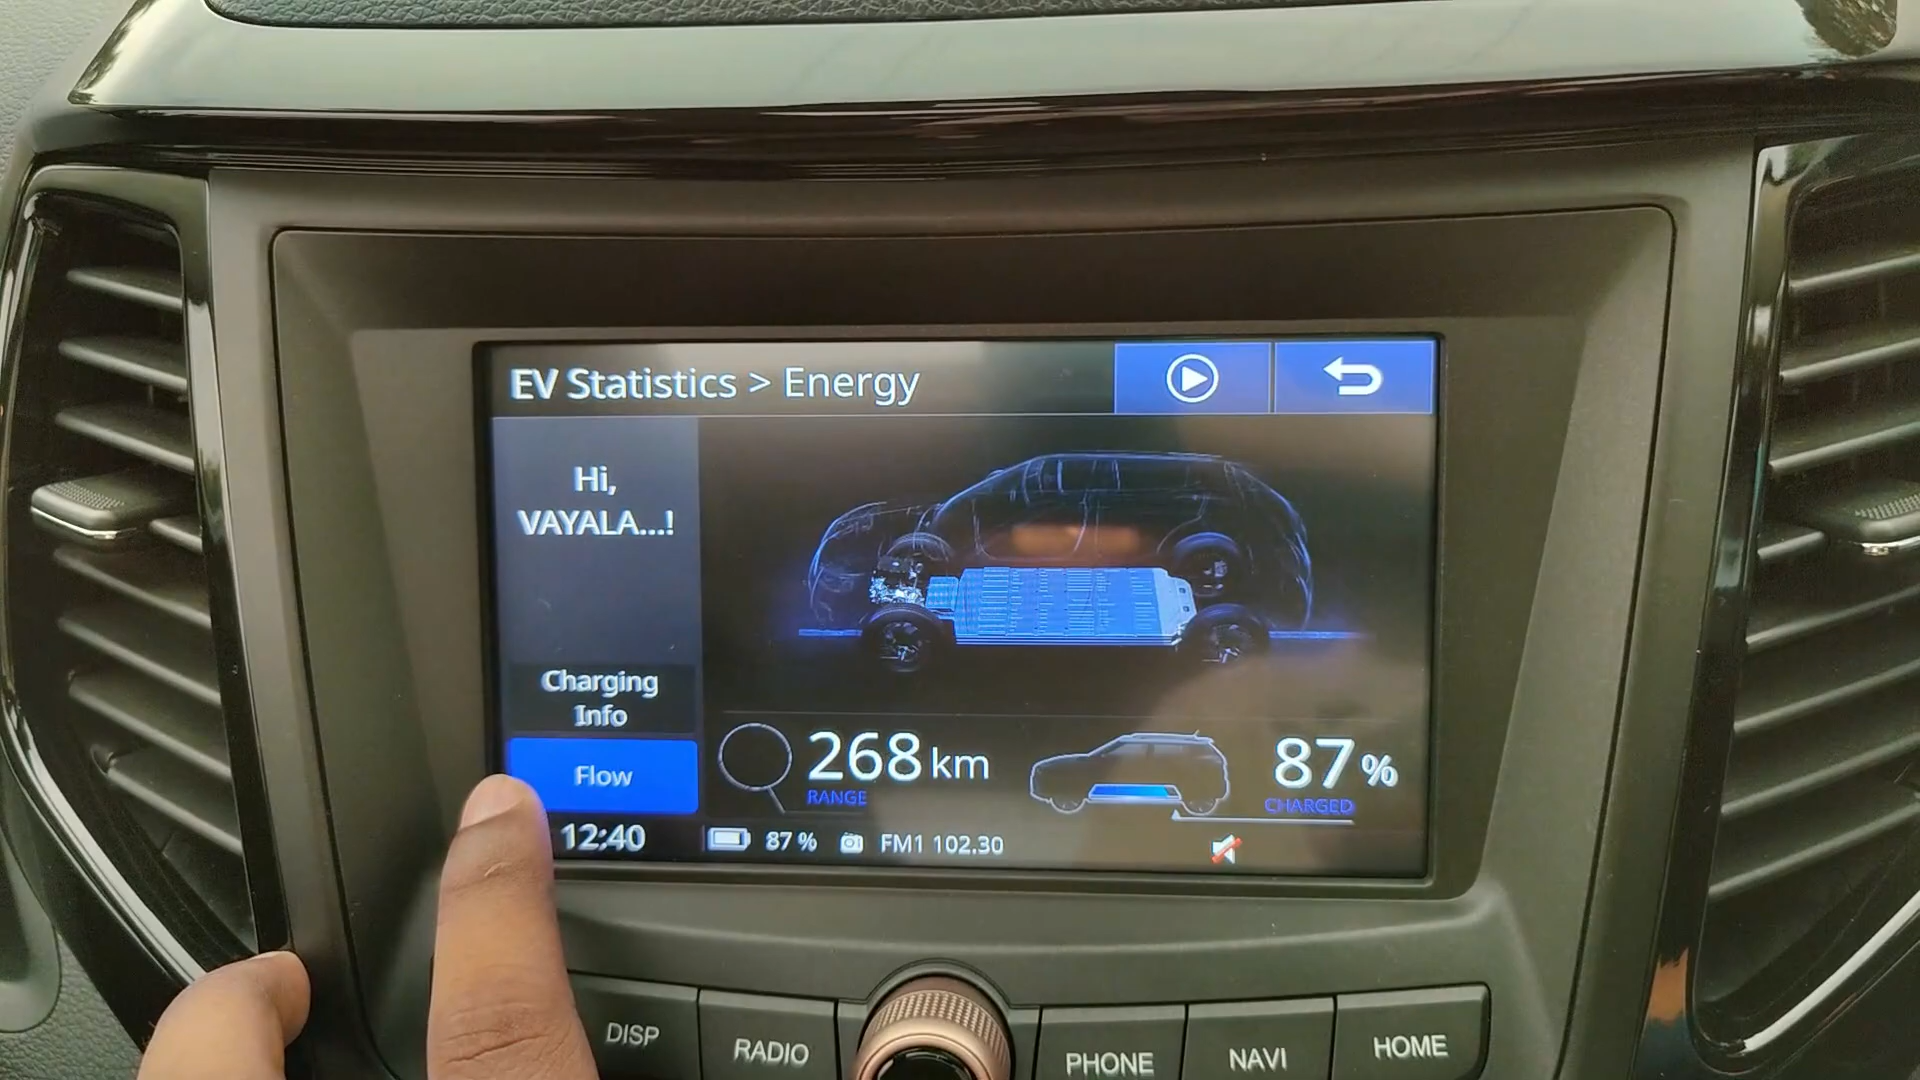 EV Statistics > Energy
Hi,
VAYALA...!
Charging
Info
Flow
268 km
RANGE
87 %
CHARGED
12:40
87 %
FM1 102.30
DISP
RADIO
PHONE
NAVI
HOME